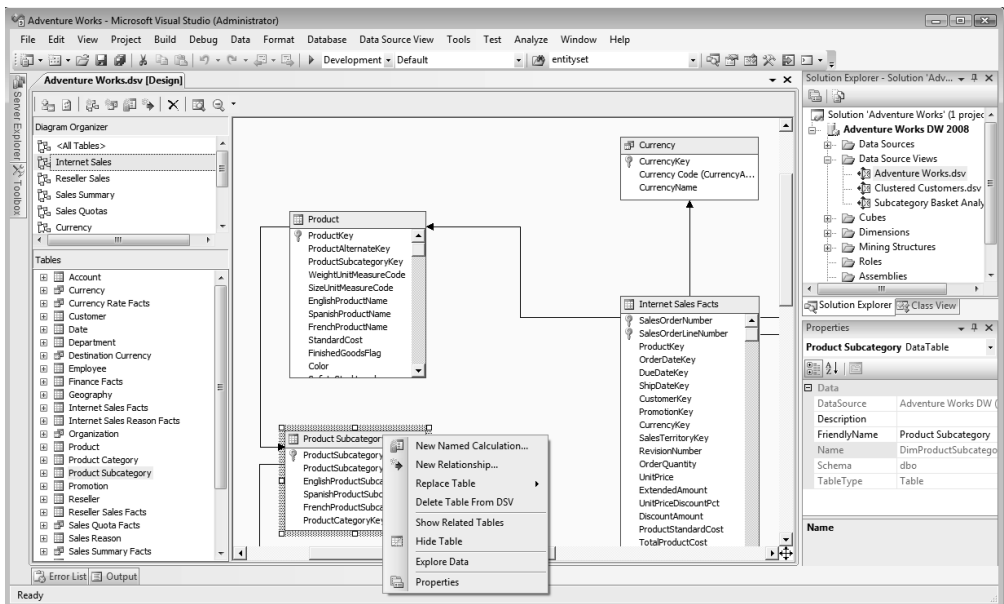 Adventure Works - Microsoft Visual Studio (Administrator)
File Edit View Project Build Debug Data Format Database Data Source View Tools Test Analyze Window Help
Development Default entityset
Server Explorer
Toolbox
Adventure Works.dsv [Design]
Diagram Organizer
<All Tables>
Internet Sales
Reseller Sales
Sales Summary
Sales Quotas
Currency
Tables
Account
Currency
Currency Rate Facts
Customer
Date
Department
Destination Currency
Employee
Finance Facts
Geography
Internet Sales Facts
Internet Sales Reason Facts
Organization
Product
Product Category
Product Subcategory
Promotion
Reseller
Reseller Sales Facts
Sales Quota Facts
Sales Reason
Sales Summary Facts
Product
ProductKey
ProductAlternateKey
ProductSubcategoryKey
WeightUnitMeasureCode
SizeUnitMeasureCode
EnglishProductName
SpanishProductName
FrenchProductName
StandardCost
FinishedGoodsFlag
Color
Product Subcategor
ProductSubcategory
ProductSubcategory
EnglishProductSubca
SpanishProductSubc
FrenchProductSubca
ProductCategoryKe
New Named Calculation...
New Relationship...
Replace Table
Delete Table From DSV
Show Related Tables
Hide Table
Explore Data
Properties
Currency
CurrencyKey
Currency Code (CurrencyA...
CurrencyName
Internet Sales Facts
SalesOrderNumber
SalesOrderLineNumber
ProductKey
OrderDateKey
DueDateKey
ShipDateKey
CustomerKey
PromotionKey
CurrencyKey
SalesTerritoryKey
RevisionNumber
OrderQuantity
UnitPrice
ExtendedAmount
UnitPriceDiscountPct
DiscountAmount
ProductStandardCost
TotalProductCost
Solution Explorer - Solution 'Adv...
Solution 'Adventure Works' (1 projec
Adventure Works DW 2008
Data Sources
Data Source Views
Adventure Works.dsv
Clustered Customers.dsv
Subcategory Basket Analy
Cubes
Dimensions
Mining Structures
Roles
Assemblies
Solution Explorer Class View
Properties
Product Subcategory DataTable
Data
DataSource Adventure Works DW (
Description
FriendlyName Product Subcategory
Name DimProductSubcatego
Schema dbo
TableType Table
Name
Error List Output
Ready